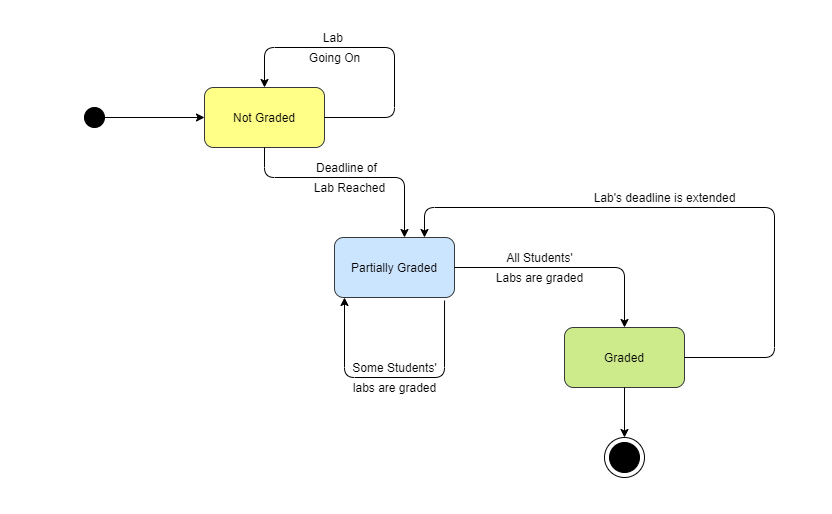 Lab
Going On
Not Graded
Deadline of
Lab Reached
Lab's deadline is extended
Partially Graded
All Students'
Labs are graded
Graded
Some Students'
labs are graded